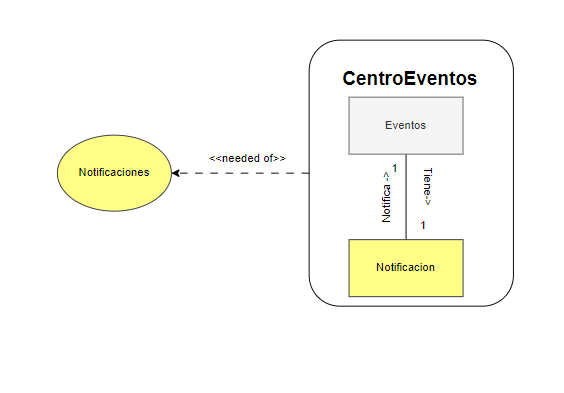 CentroEventos
Eventos
<<needed of>>
Notificaciones
1
Notifica -<
Tiene->
1
Notificacion